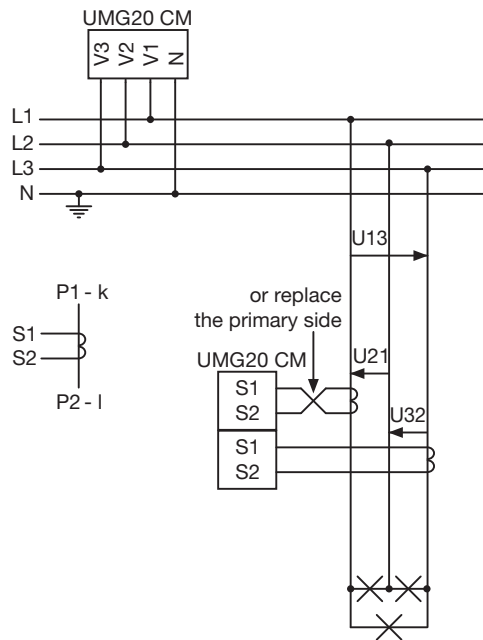 UMG20 CM
V3 V2 V1 N
L1
L2
L3
N
U13
P1 - k
or replace
the primary side
S1
S2
UMG20 CM
U21
S1
S2
P2 - l
U32
S1
S2